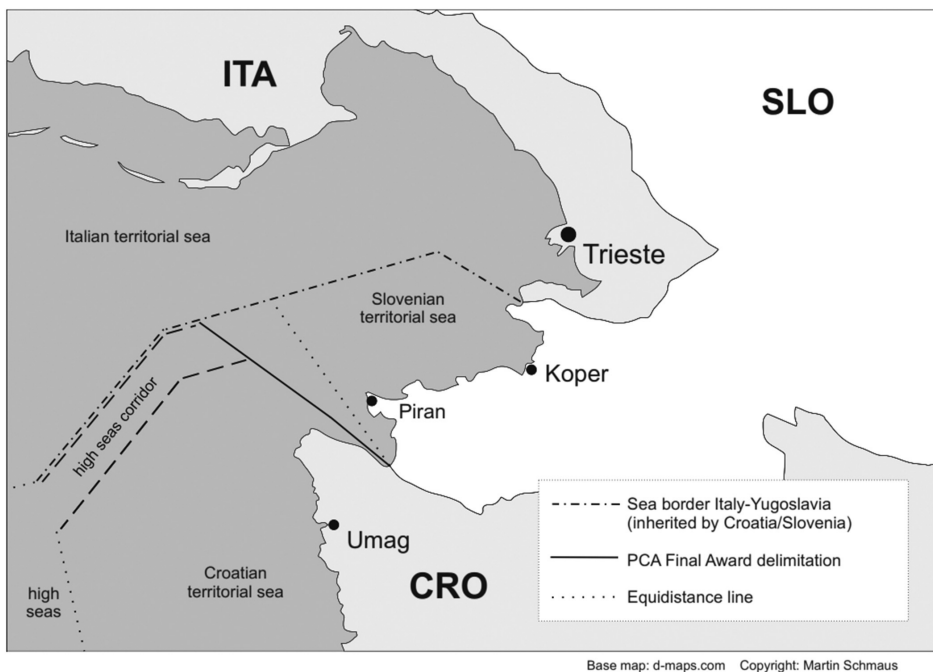 ITA
SLO
Italian territorial sea
Trieste
Slovenian
territorial sea
Koper
high seas corridor
Piran
Umag
Croatian
territorial sea
CRO
high
seas
Sea border Italy-Yugoslavia
(inherited by Croatia/Slovenia)
PCA Final Award delimitation
Equidistance line
Base map: d-maps.com Copyright: Martin Schmaus